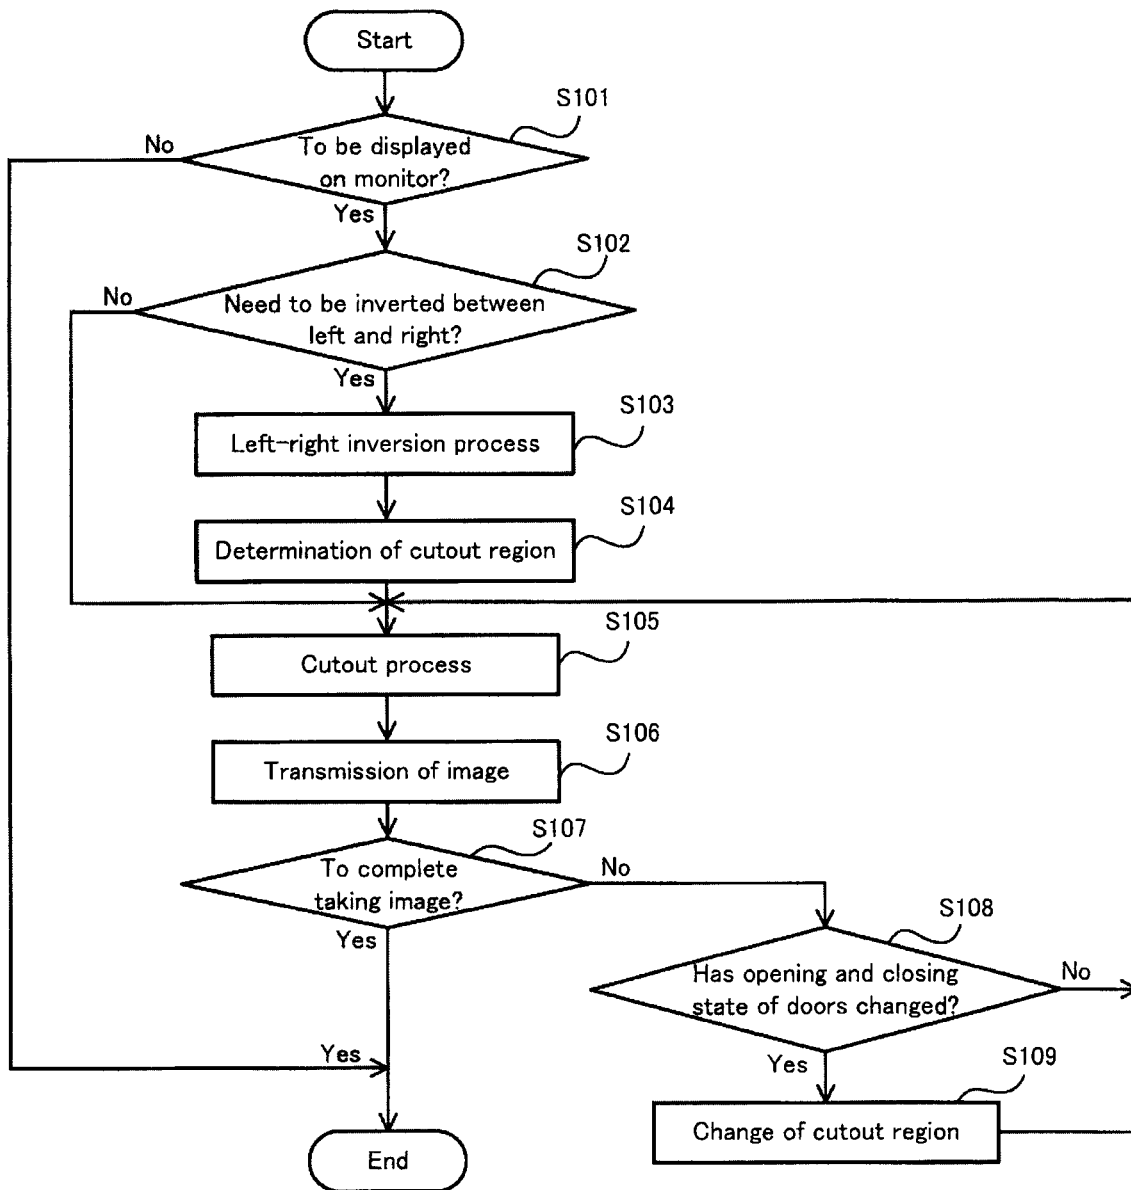 Start
S101
No
To be displayed
on monitor?
Yes
S102
No
Need to be inverted between
left and right?
Yes
S103
Left-right inversion process
S104
Determination of cutout region
S105
Cutout process
S106
Transmission of image
S107
To complete
taking image?
No
Yes
S108
Has opening and closing
state of doors changed?
No
Yes
Yes
S109
Change of cutout region
End